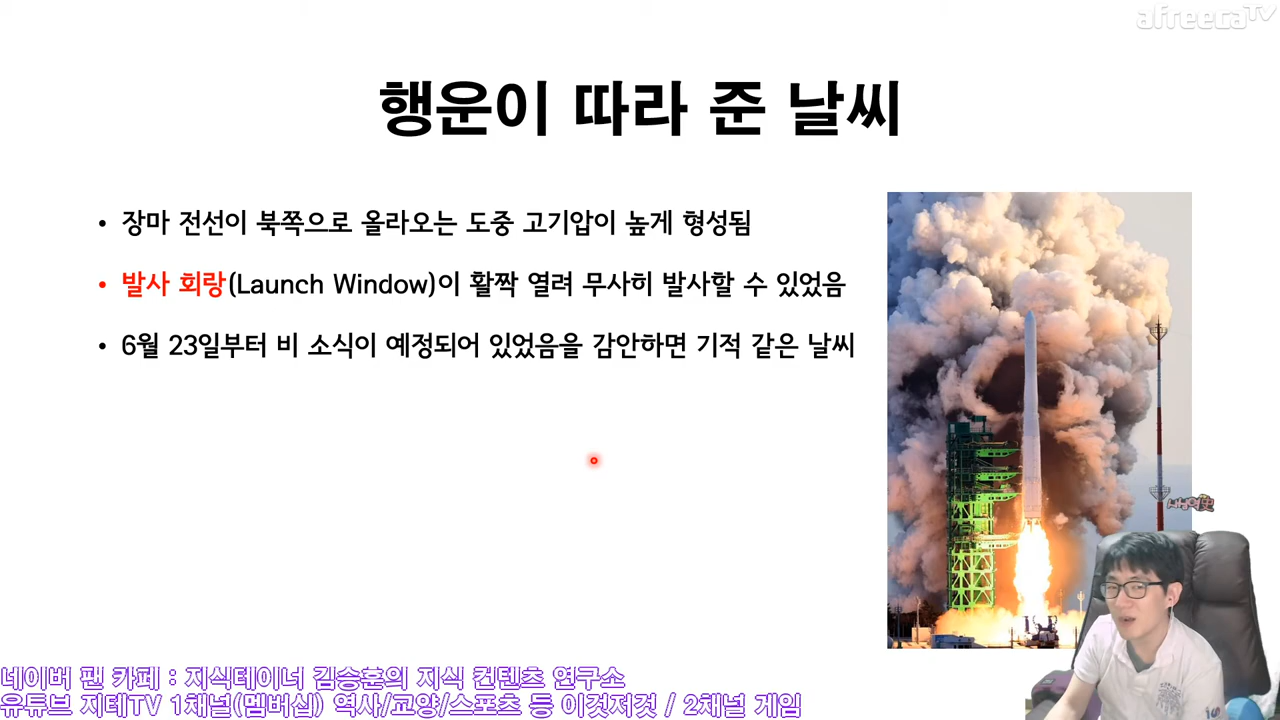 afreecaTV
행운이 따라 준 날씨
• 장마 전선이 북쪽으로 올라오는 도중 고기압이 높게 형성됨
• 발사 회랑(Launch Window)이 활짝 열려 무사히 발사할 수 있었음
• 6월 23일부터 비 소식이 예정되어 있었음을 감안하면 기적 같은 날씨
네이버 팬 카페 : 지식테이너 김승훈의 지식 컨텐츠 연구소
유튜브 지테TV 1채널(멤버십) 역사/교양/스포츠 등 이것저것 / 2채널 게임